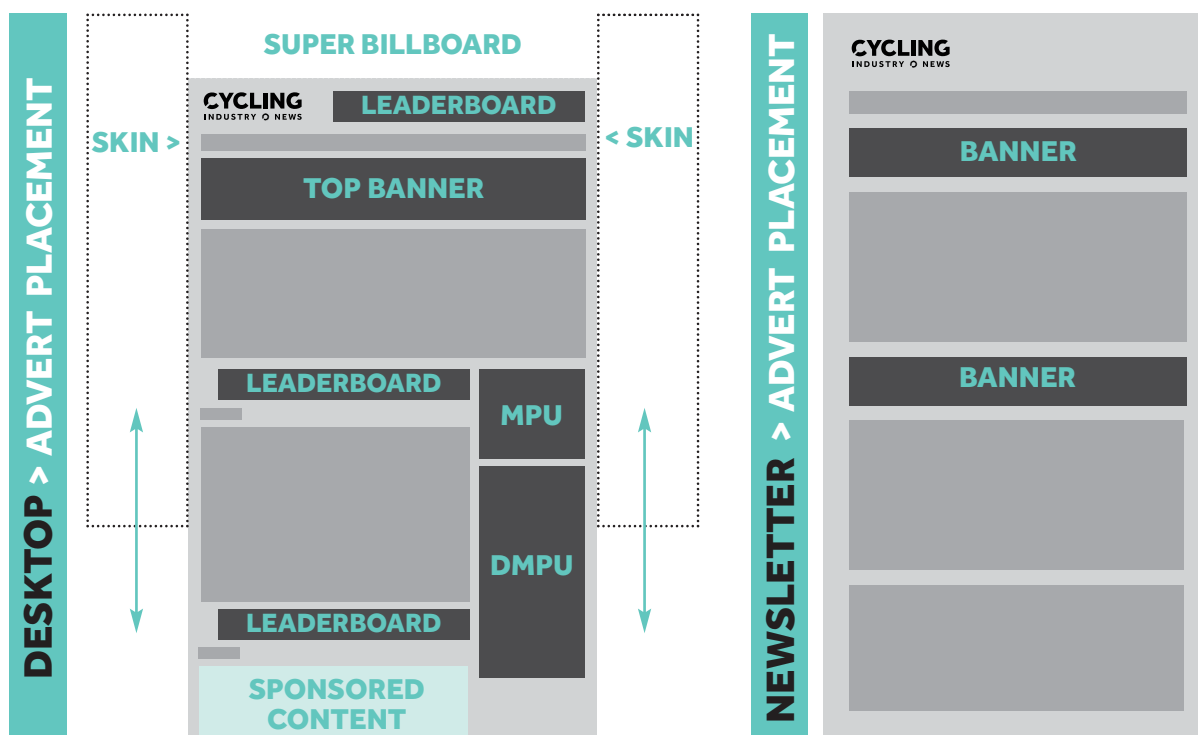 DESKTOP > ADVERT PLACEMENT
SUPER BILLBOARD
SKIN >
< SKIN
CYCLING
INDUSTRY NEWS
LEADERBOARD
TOP BANNER
LEADERBOARD
MPU
DMPU
LEADERBOARD
SPONSORED
CONTENT
NEWSLETTER > ADVERT PLACEMENT
CYCLING
INDUSTRY NEWS
BANNER
BANNER